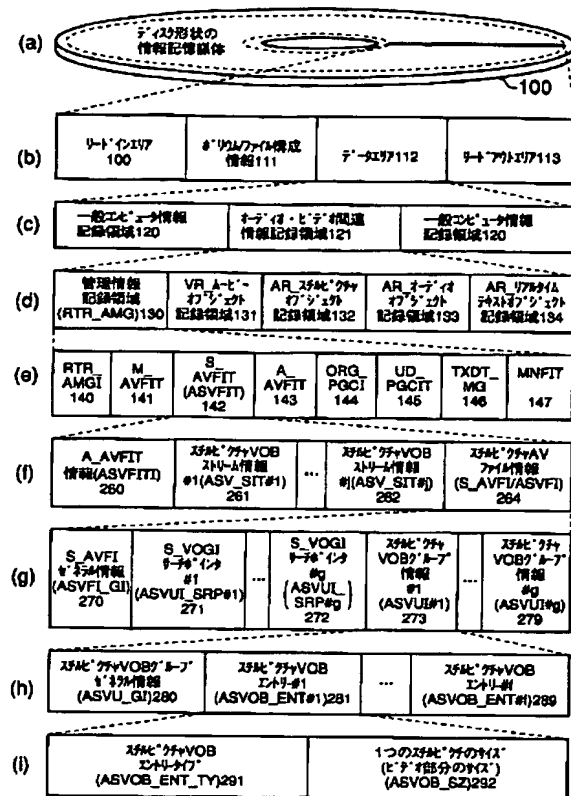 (a)
ディスク形状の
情報記憶媒体
100
(b)
リードインエリア
100
ボリウム/ファイル構成
情報111
データエリア112
リードアウトエリア113
(c)
一般コンピュータ情報
記録領域120
オーディオ・ビデオ関連
情報記録領域121
一般コンピュータ情報
記録領域120
(d)
管理情報
記録領域
(RTR_AMG)130
VR_ムービー
オブジェクト
記録領域131
AR_スチルピクチャ
オブジェクト
記録領域132
AR_オーディオ
オブジェクト
記録領域133
AR_リアルタイム
テキストオブジェクト
記録領域134
(e)
RTR_
AMGI
140
M_
AVFIT
141
S_
AVFIT
(ASVFIT)
142
A_
AVFIT
143
ORG_
PGCI
144
UD_
PGCIT
145
TXDT_
MG
146
MNFIT
147
(f)
A_AVFIT
情報(ASVFITI)
260
スチルピクチャVOB
ストリーム情報
#1(ASV_SIT#1)
261
...
スチルピクチャVOB
ストリーム情報
#j(ASV_SIT#j)
262
スチルピクチャAV
ファイル情報
(S_AVFI/ASVFI)
264
(g)
S_AVFI
ゼネラル情報
(ASVFI_GI)
270
S_VOGI
サーチポインタ
#1
(ASVUI_SRP#1)
271
...
S_VOGI
サーチポインタ
#g
(ASVUI_
SRP#g)
272
スチルピクチャ
VOBグループ
情報
#1
(ASVUI#1)
273
...
スチルピクチャ
VOBグループ
情報
#g
(ASVUI#g)
279
(h)
スチルピクチャVOBグループ
ゼネラル情報
(ASVU_GI)280
スチルピクチャVOB
エントリー#1
(ASVOB_ENT#1)281
...
スチルピクチャVOB
エントリー#f
(ASVOB_ENT#f)289
(i)
スチルピクチャVOB
エントリータイプ
(ASVOB_ENT_TY)291
1つのスチルピクチのサイズ
(ビデオ部分のサイズ)
(ASVOB_SZ)292